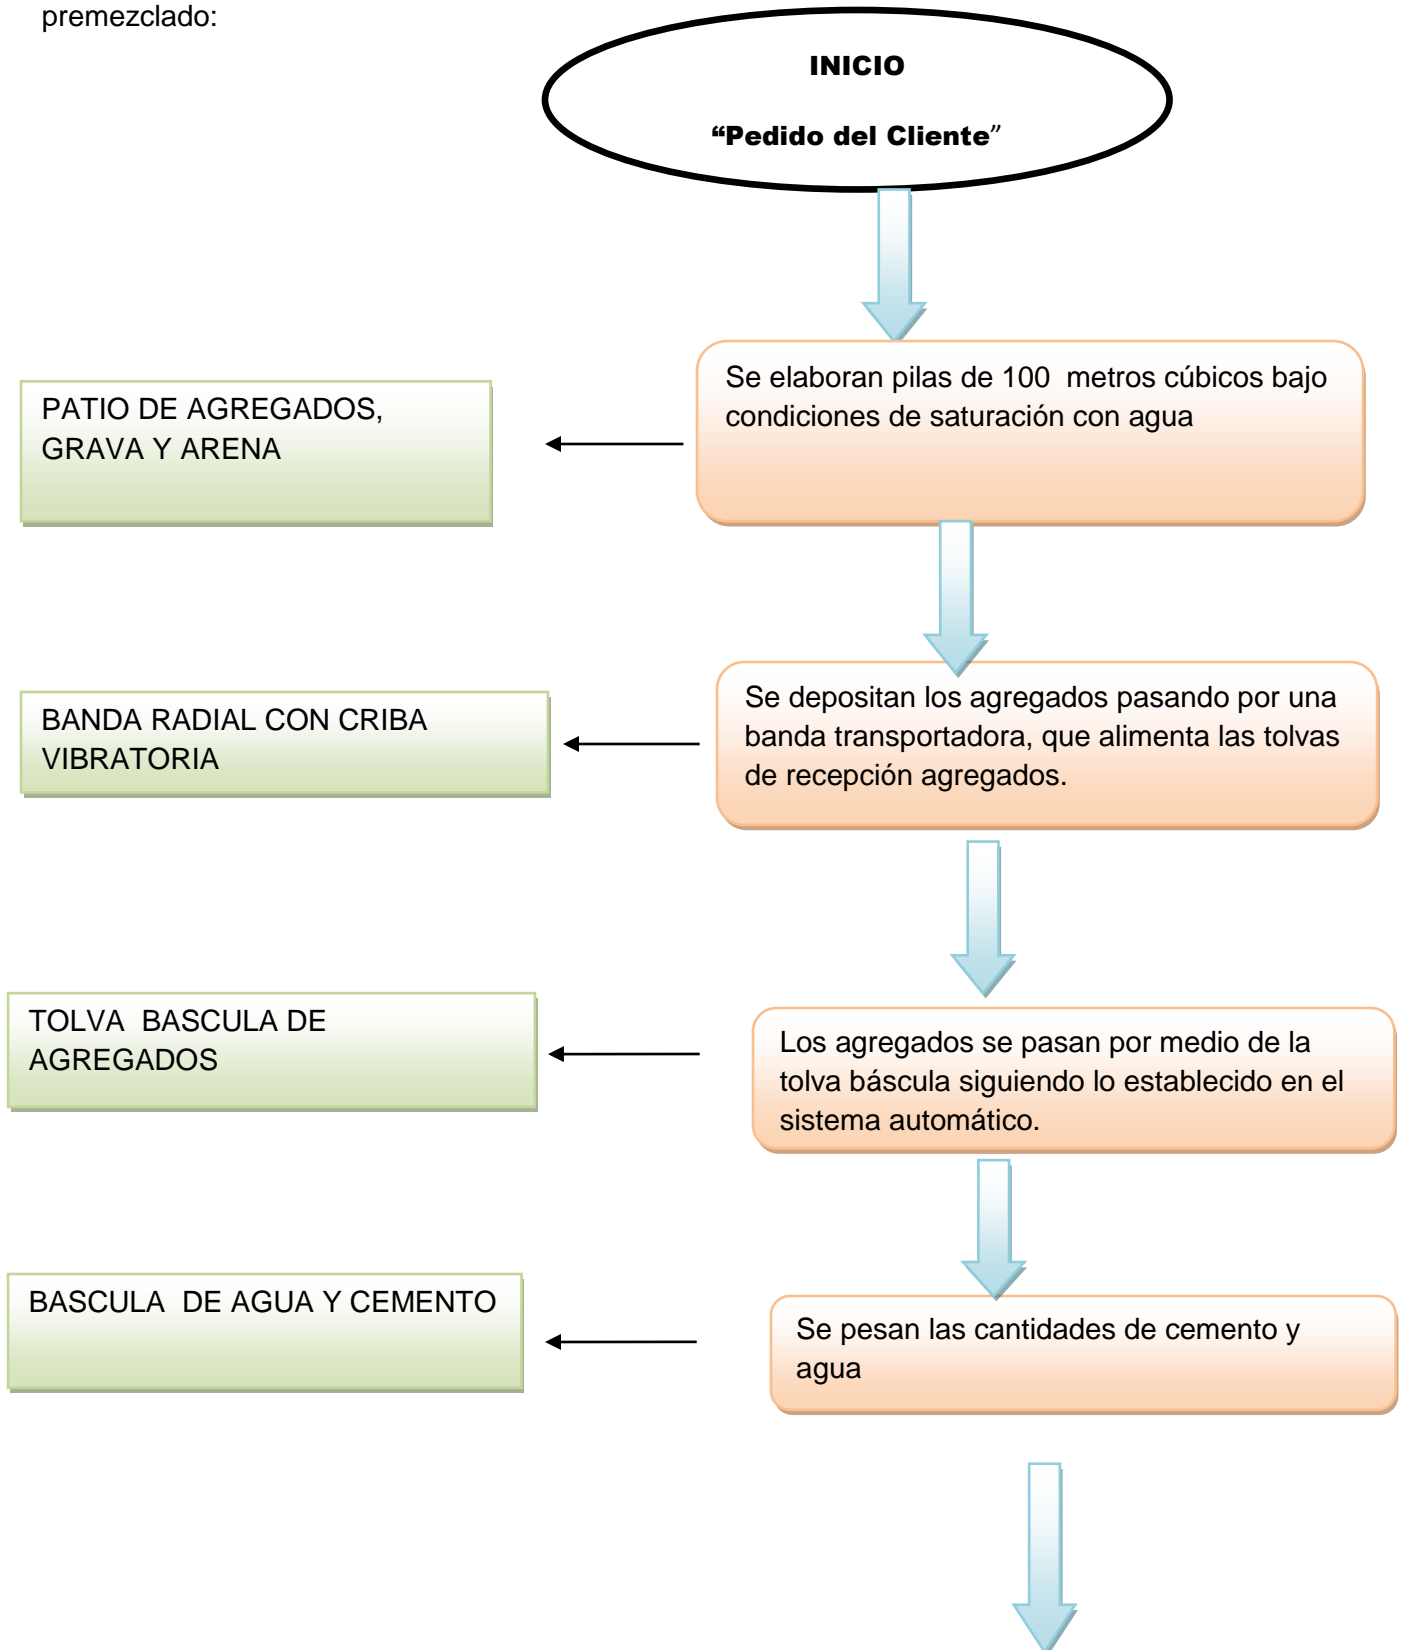 premezclado:
INICIO
“Pedido del Cliente”
Se elaboran pilas de 100  metros cúbicos bajo
condiciones de saturación con agua
PATIO DE AGREGADOS,
GRAVA Y ARENA
Se depositan los agregados pasando por una
banda transportadora, que alimenta las tolvas
de recepción agregados.
BANDA RADIAL CON CRIBA
VIBRATORIA
Los agregados se pasan por medio de la
tolva báscula siguiendo lo establecido en el
sistema automático.
TOLVA  BASCULA DE
AGREGADOS
Se pesan las cantidades de cemento y
agua
BASCULA  DE AGUA Y CEMENTO